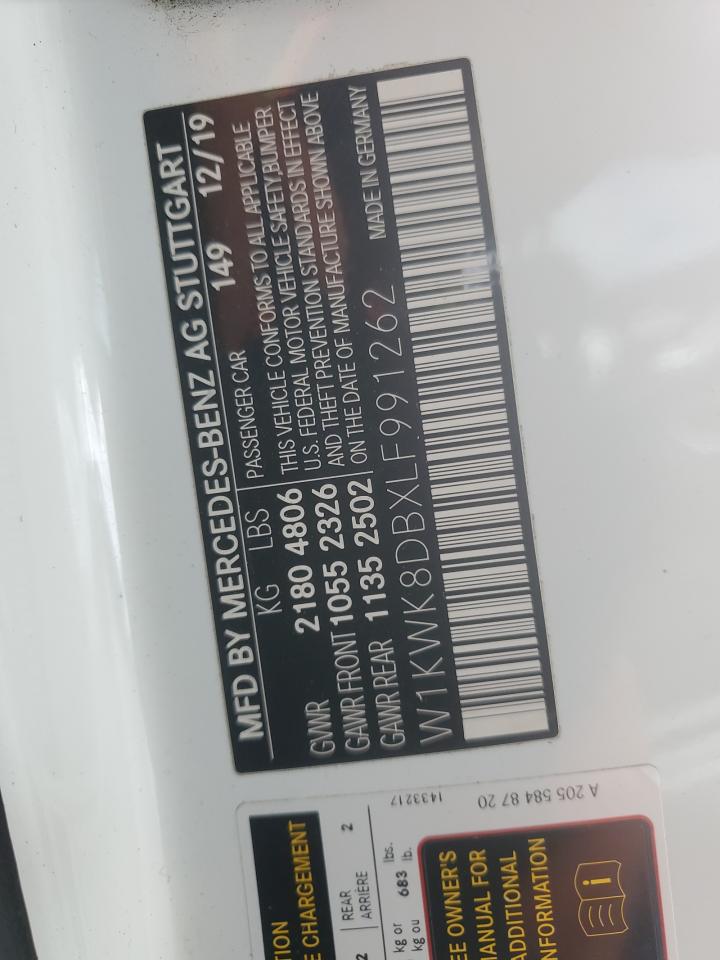 MFD BY MERCEDES-BENZ AG STUTTGART
KG LBS 149 12/19
PASSENGER CAR
GVWR 2180 4806
GAWR FRONT 1055 2326
GAWR REAR 1135 2502
THIS VEHICLE CONFORMS TO ALL APPLICABLE
U.S. FEDERAL MOTOR VEHICLE SAFETY,BUMPER
AND THEFT PREVENTION STANDARDS IN EFFECT
ON THE DATE OF MANUFACTURE SHOWN ABOVE
W1KWK8DBXLF991262 MADE IN GERMANY
TION
E CHARGEMENT
2 REAR 2
ARRIÈRE
kg or lbs.
kg ou 683 lb.
EE OWNER'S
MANUAL FOR
ADDITIONAL
NFORMATION
i
1433217
A 205 584 87 20